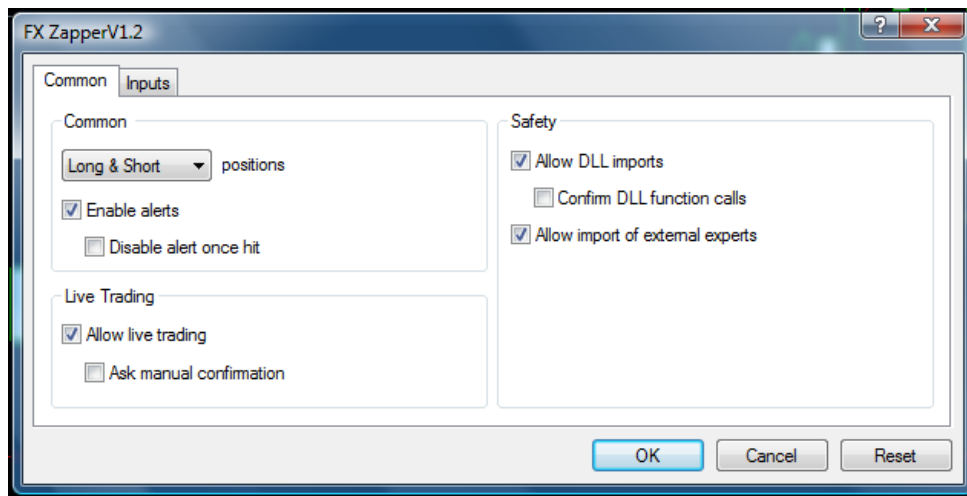 FX ZapperV1.2
?
X
Common
Inputs
Common
Long & Short
positions
Enable alerts
Disable alert once hit
Live Trading
Allow live trading
Ask manual confirmation
Safety
Allow DLL imports
Confirm DLL function calls
Allow import of external experts
OK
Cancel
Reset